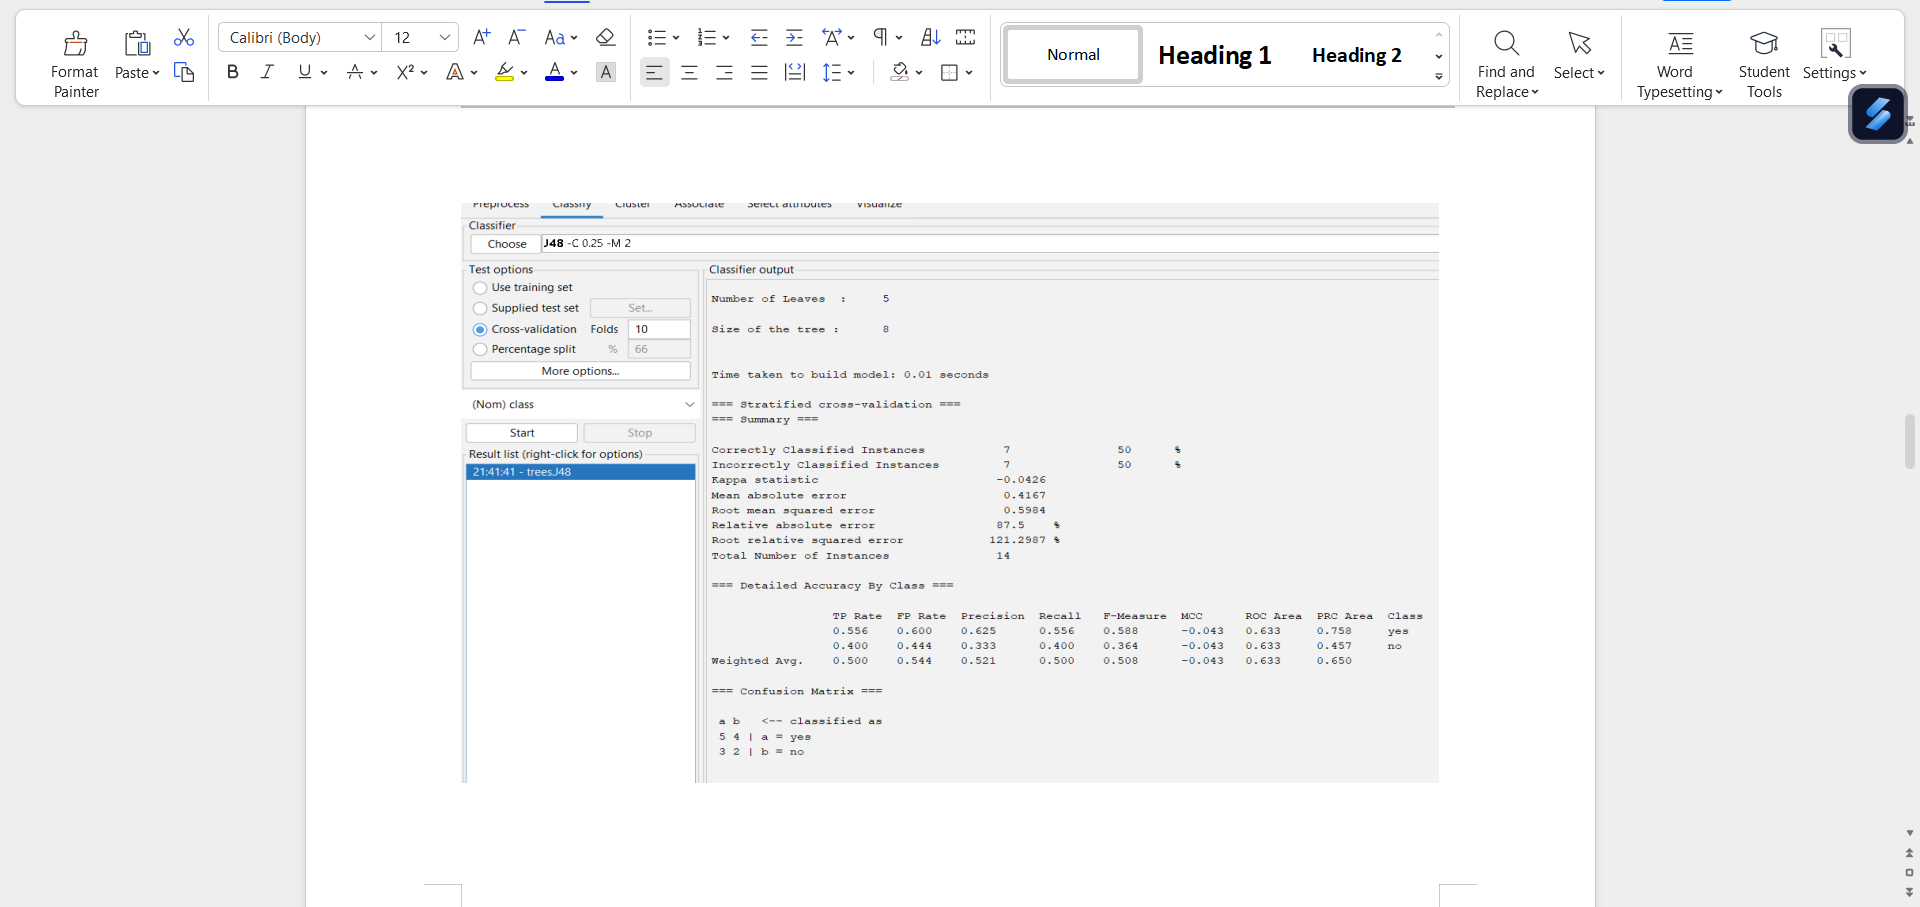 Format Painter
Paste
Calibri (Body)
12
Normal
Heading 1
Heading 2
Find and Replace
Select
Word Typesetting
Student Tools
Settings
Preprocess Classify Cluster Associate Select attributes Visualize
Classifier
Choose J48 -C 0.25 -M 2
Test options
Use training set
Supplied test set Set...
Cross-validation Folds 10
Percentage split % 66
More options...
(Nom) class
Start Stop
Result list (right-click for options)
21:41:41 - trees.J48
Classifier output
Number of Leaves : 5
Size of the tree : 8
Time taken to build model: 0.01 seconds
=== Stratified cross-validation ===
=== Summary ===
Correctly Classified Instances 7 50 %
Incorrectly Classified Instances 7 50 %
Kappa statistic -0.0426
Mean absolute error 0.4167
Root mean squared error 0.5984
Relative absolute error 87.5 %
Root relative squared error 121.2987 %
Total Number of Instances 14
=== Detailed Accuracy By Class ===
TP Rate FP Rate Precision Recall F-Measure MCC ROC Area PRC Area Class
0.556 0.600 0.625 0.556 0.588 -0.043 0.633 0.758 yes
0.400 0.444 0.333 0.400 0.364 -0.043 0.633 0.457 no
Weighted Avg. 0.500 0.544 0.521 0.500 0.508 -0.043 0.633 0.650
=== Confusion Matrix ===
a b <-- classified as
5 4 | a = yes
3 2 | b = no